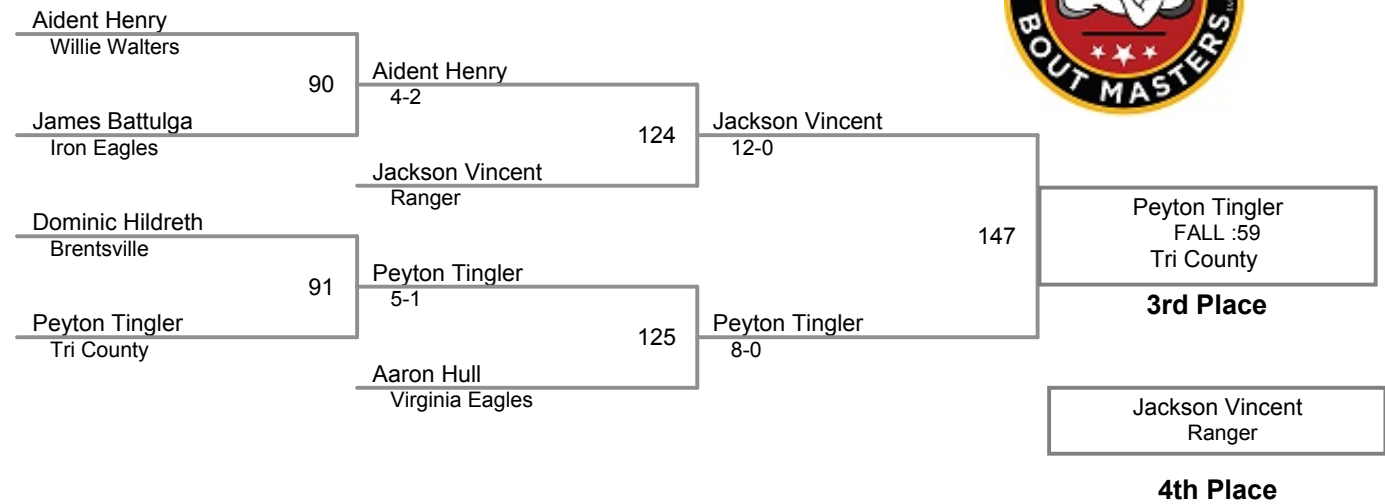 BOUT MASTERS
Aident Henry
Willie Walters
90
James Battulga
Iron Eagles
Dominic Hildreth
Brentsville
91
Peyton Tingler
Tri County
Aident Henry
4-2
124
Jackson Vincent
Ranger
Peyton Tingler
5-1
125
Aaron Hull
Virginia Eagles
Jackson Vincent
12-0
147
Peyton Tingler
8-0
Peyton Tingler
FALL :59
Tri County
3rd Place
Jackson Vincent
Ranger
4th Place